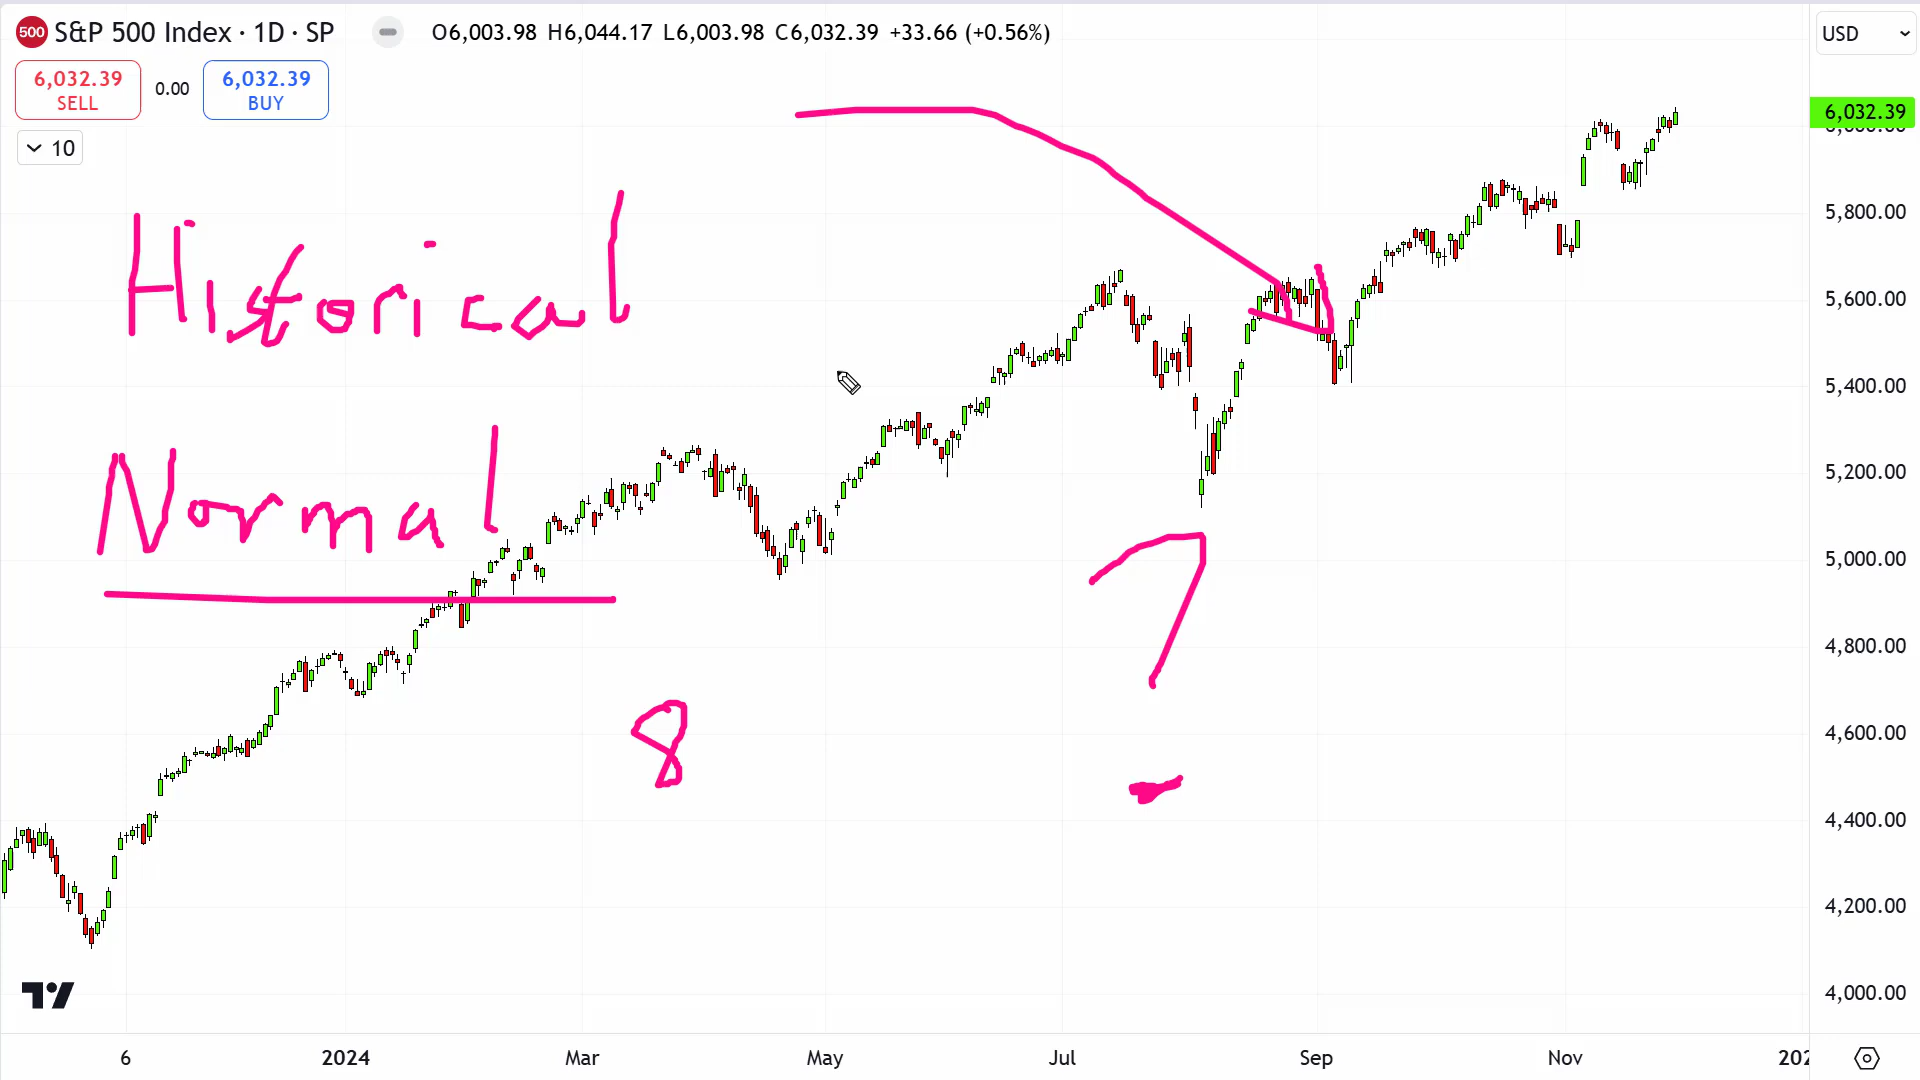 500 S&P 500 Index · 1D · SP O6,003.98 H6,044.17 L6,003.98 C6,032.39 +33.66 (+0.56%) USD
6,032.39 SELL 0.00 6,032.39 BUY
6,032.39
10
5,800.00
Historical
5,600.00
5,400.00
5,200.00
Normal
5,000.00
4,800.00
?
8
4,600.00
4,400.00
4,200.00
4,000.00
6 2024 Mar May Jul Sep Nov